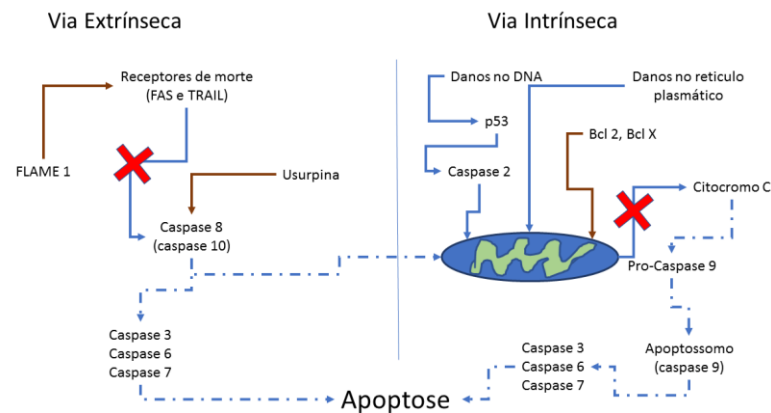 Via Extrínseca
Receptores de morte
(FAS e TRAIL)
FLAME 1
Usurpina
Caspase 8
(caspase 10)
Caspase 3
Caspase 6
Caspase 7
Via Intrínseca
Danos no DNA
Danos no reticulo
plasmático
p53
Bcl 2, Bcl X
Caspase 2
Citocromo C
Pro-Caspase 9
Apoptossomo
(caspase 9)
Caspase 3
Caspase 6
Caspase 7
Apoptose